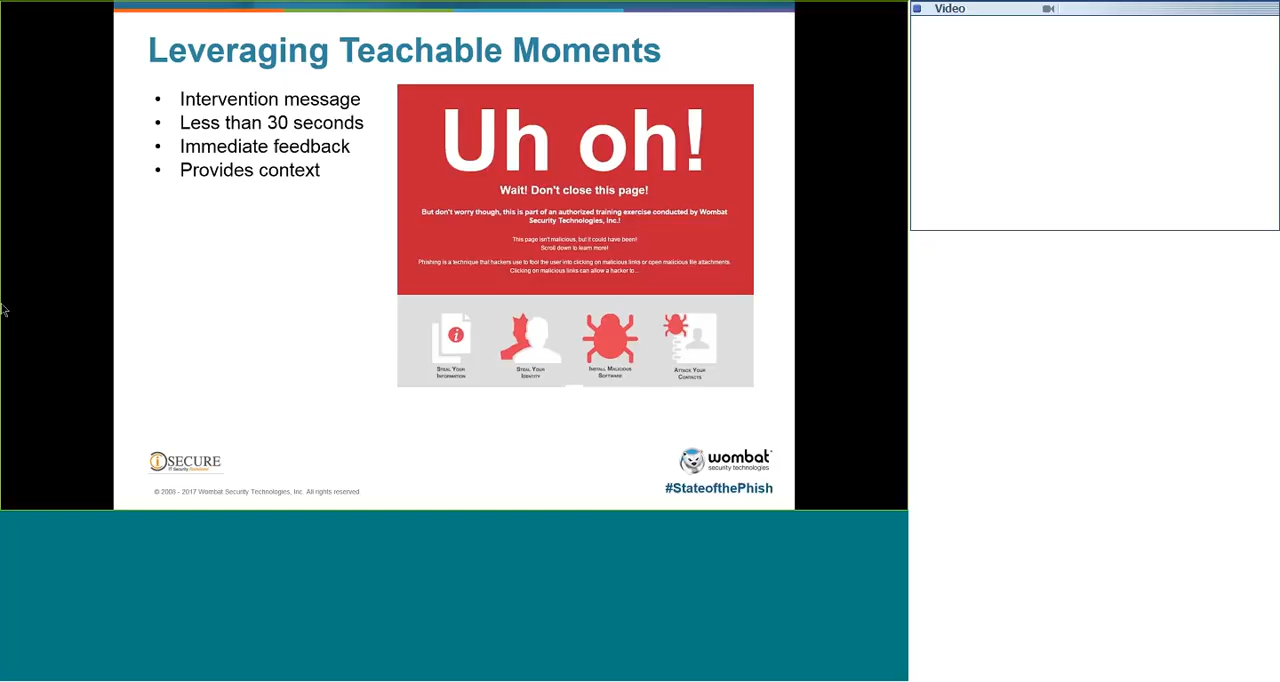 Video
Leveraging Teachable Moments
• Intervention message
• Less than 30 seconds
• Immediate feedback
• Provides context
Uh oh!
Wait! Don't close this page!
But don't worry though, this is part of an authorized training exercise conducted by Wombat
Security Technologies, Inc.!
This page isn't malicious, but it could have been!
Scroll down to learn more!
Phishing is a technique that hackers use to fool the user into clicking on malicious links or open malicious file attachments.
Clicking on malicious links can allow a hacker to...
Steal Your
Information
Steal Your
Identity
Install Malicious
Software
Attack Your
Contacts
iSECURE
IT Security
wombat
security technologies
#StateofthePhish
© 2008 - 2017 Wombat Security Technologies, Inc. All rights reserved